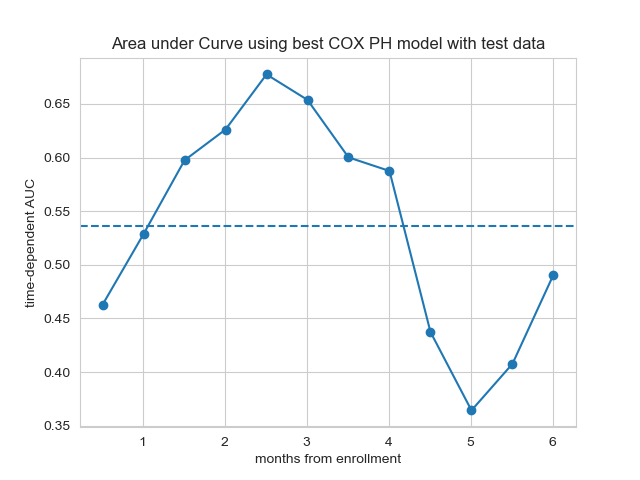 Area under Curve using best COX PH model with test data
time-dependent AUC
0.65
0.60
0.55
0.50
0.45
0.40
0.35
1 2 3 4 5 6
months from enrollment